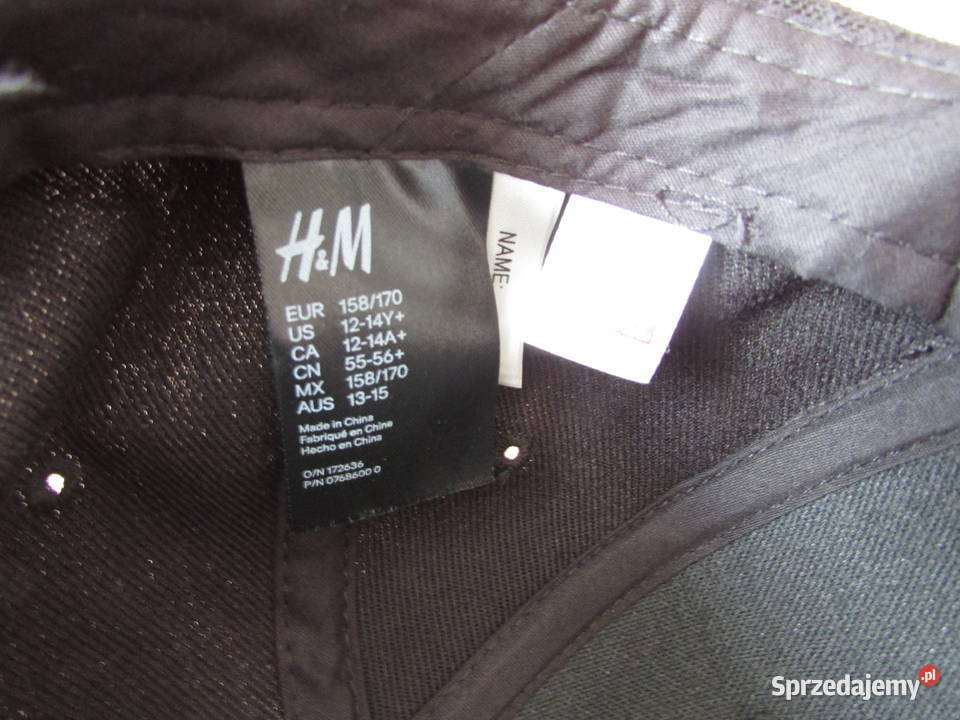 H&M
EUR 158/170
US 12-14Y+
CA 12-14A+
CN 55-56+
MX 158/170
AUS 13-15
Made in China
Fabriqué en China
Hecho en China
O/N 172636
P/N 0768600 0
NAME:
Sprzedajemy.pl